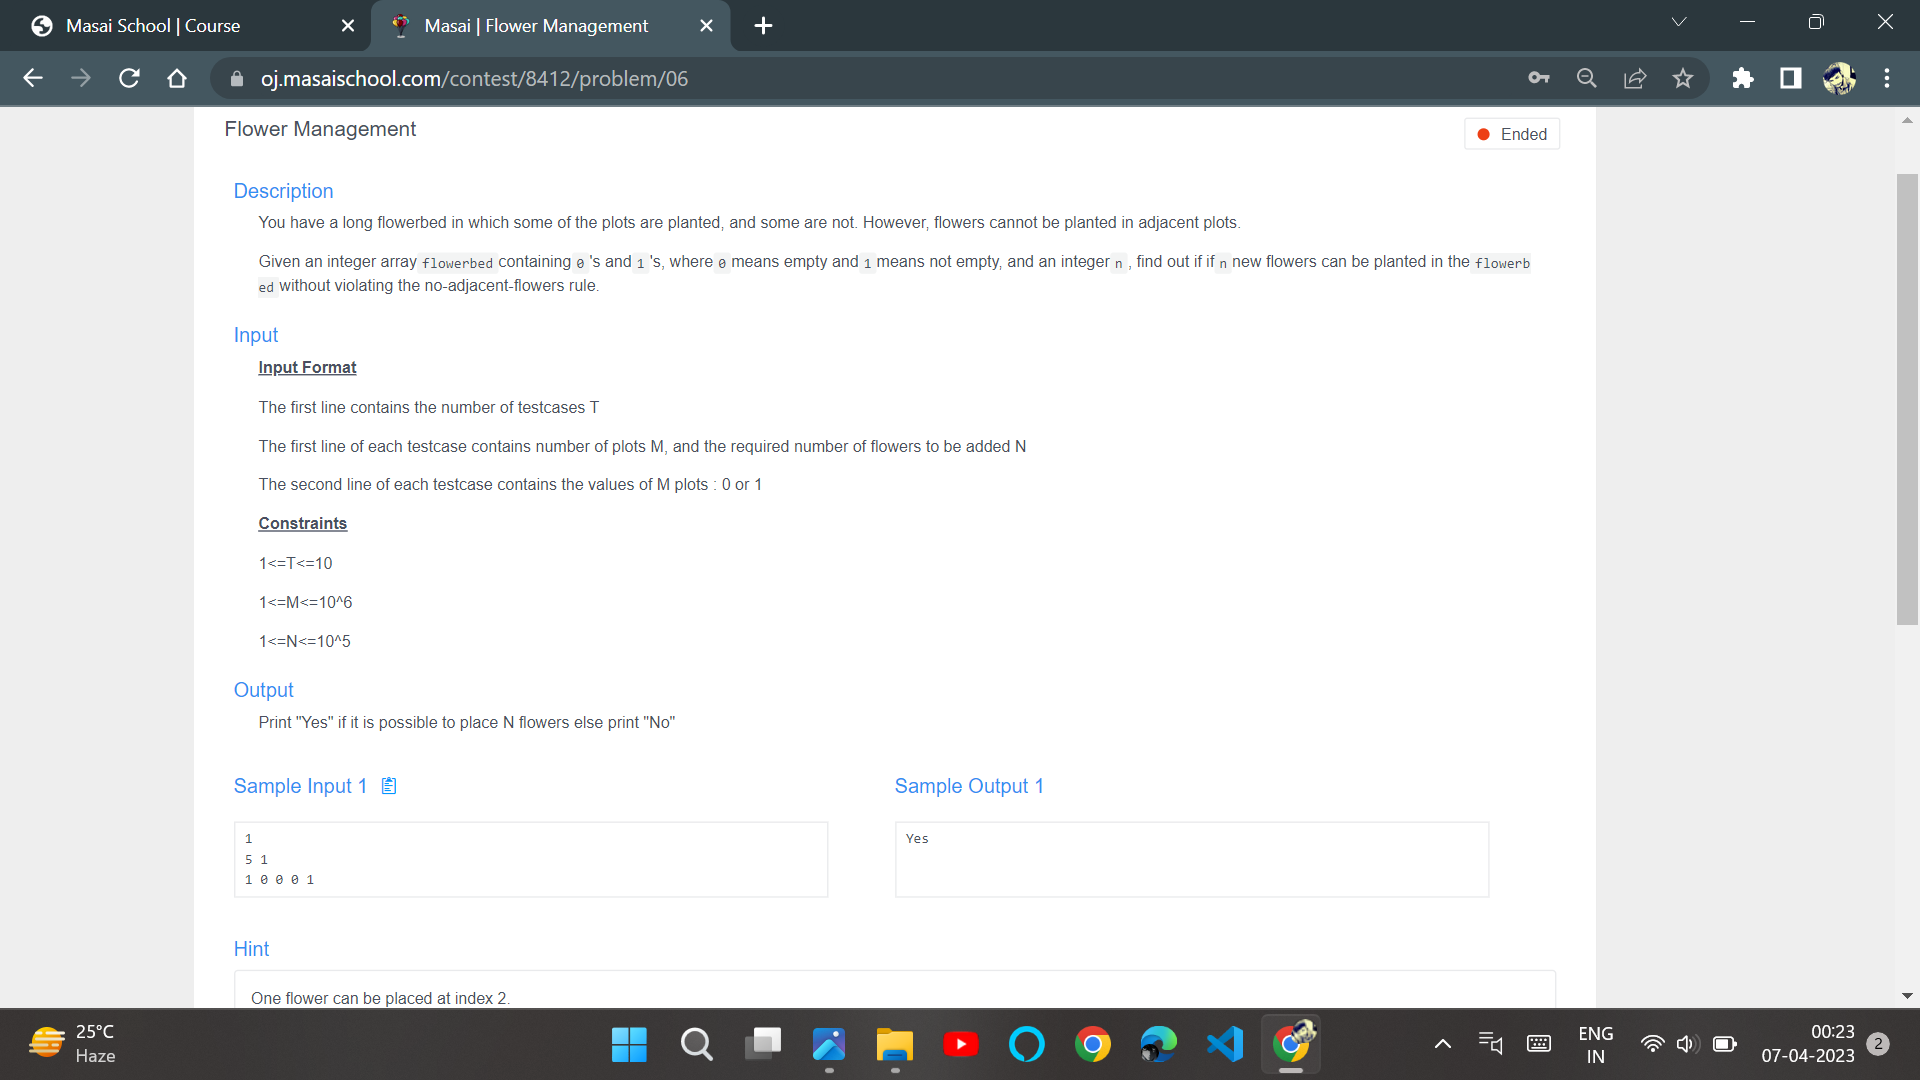 Masai School | Course
Masai | Flower Management
oj.masaischool.com/contest/8412/problem/06
Flower Management
Ended
Description
You have a long flowerbed in which some of the plots are planted, and some are not. However, flowers cannot be planted in adjacent plots.
Given an integer array flowerbed containing 0 's and 1 's, where 0 means empty and 1 means not empty, and an integer n , find out if if n new flowers can be planted in the flowerb
ed without violating the no-adjacent-flowers rule.
Input
Input Format
The first line contains the number of testcases T
The first line of each testcase contains number of plots M, and the required number of flowers to be added N
The second line of each testcase contains the values of M plots : 0 or 1
Constraints
1<=T<=10
1<=M<=10^6
1<=N<=10^5
Output
Print "Yes" if it is possible to place N flowers else print "No"
Sample Input 1
Sample Output 1
1
5 1
1 0 0 0 1
Yes
Hint
One flower can be placed at index 2.
25°C
Haze
ENG
IN
00:23
07-04-2023
2